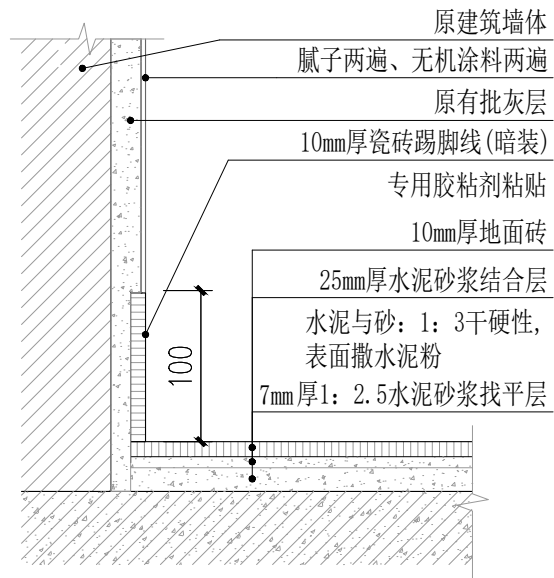 原建筑墙体
腻子两遍、无机涂料两遍
原有批灰层
10mm厚瓷砖踢脚线(暗装)
专用胶粘剂粘贴
10mm厚地面砖
25mm厚水泥砂浆结合层
水泥与砂：1：3干硬性,
表面撒水泥粉
7mm厚1：2.5水泥砂浆找平层
100